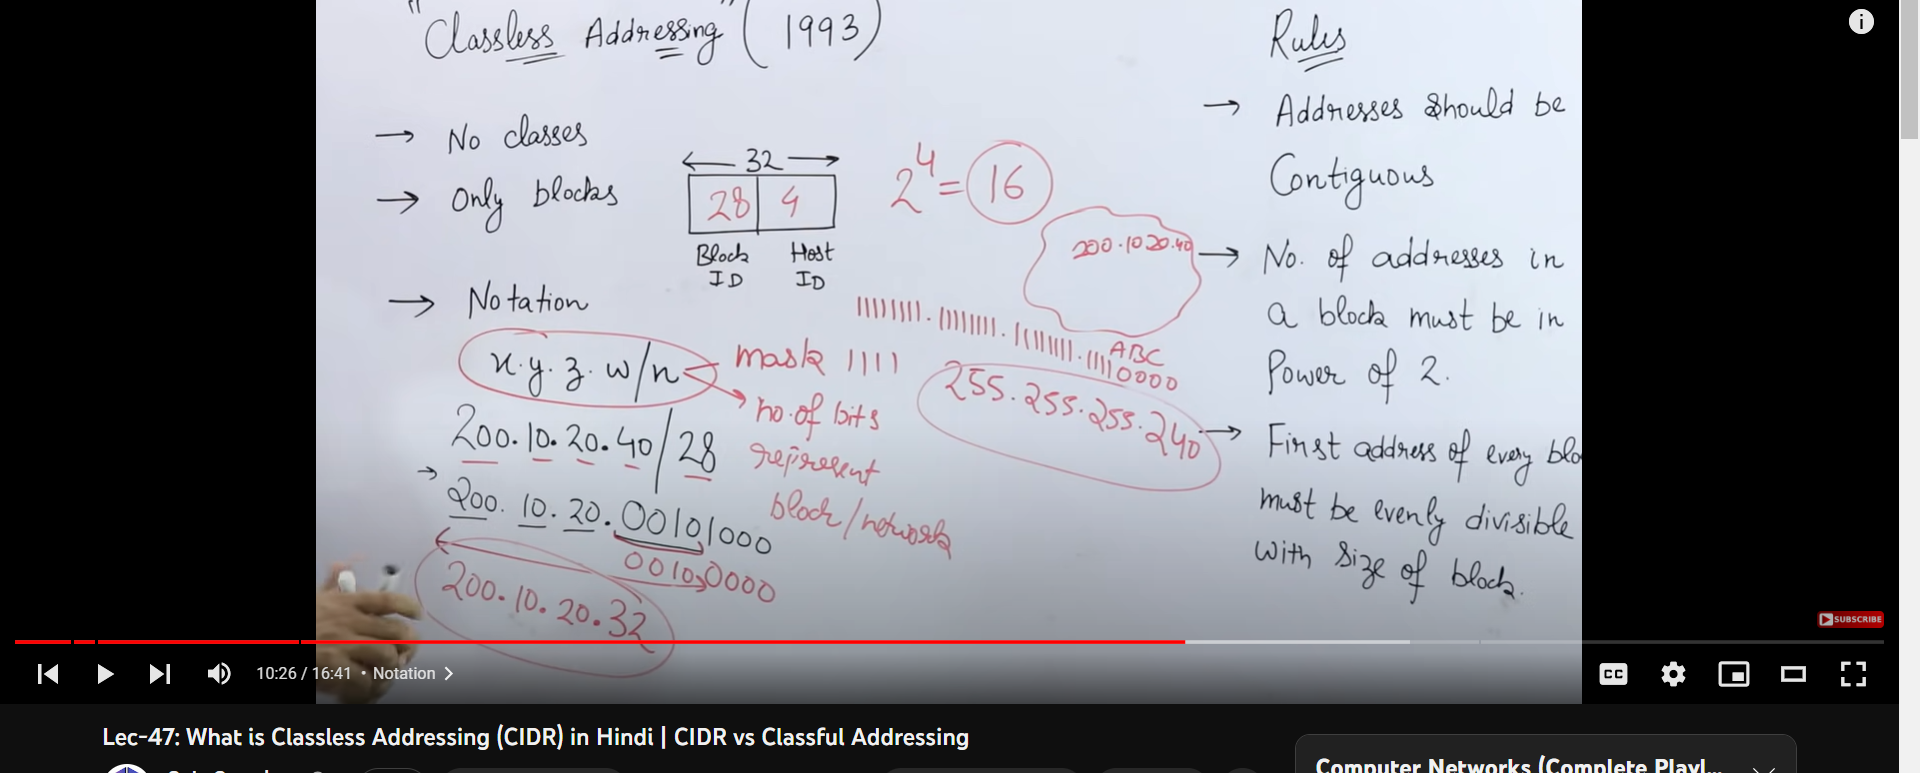 "Classless Addressing" (1993)
→ No classes
→ Only blocks
← 32 →
28 4
Block ID
Host ID
2^4 = 16
→ Notation
x.y.z.w/n
mask 1111
no. of bits
represent
block/network
200.10.20.40/28
→ 200.10.20.00101000
00100000
200.10.20.32
200.10.20.40
ABC
11111111.11111111.11111111.11110000
255.255.255.240
Rules
→ Addresses should be
Contiguous
→ No. of addresses in
a block must be in
Power of 2.
→ First address of every blo
must be evenly divisible
with size of block.
SUBSCRIBE
10:26 / 16:41 • Notation
CC
Lec-47: What is Classless Addressing (CIDR) in Hindi | CIDR vs Classful Addressing
Computer Networks (Complete Playl...